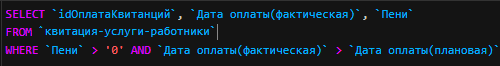 SELECT `idОплатаКвитанций`, `Дата оплаты(фактическая)`, `Пени`
FROM `квитация-услуги-работники`
WHERE `Пени` > '0' AND `Дата оплаты(фактическая)` > `Дата оплаты(плановая)`